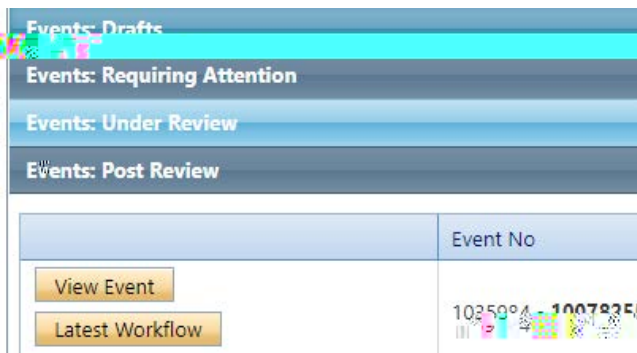 Events: Drafts
Events: Requiring Attention
Events: Under Review
Events: Post Review
Event No
View Event
Latest Workflow